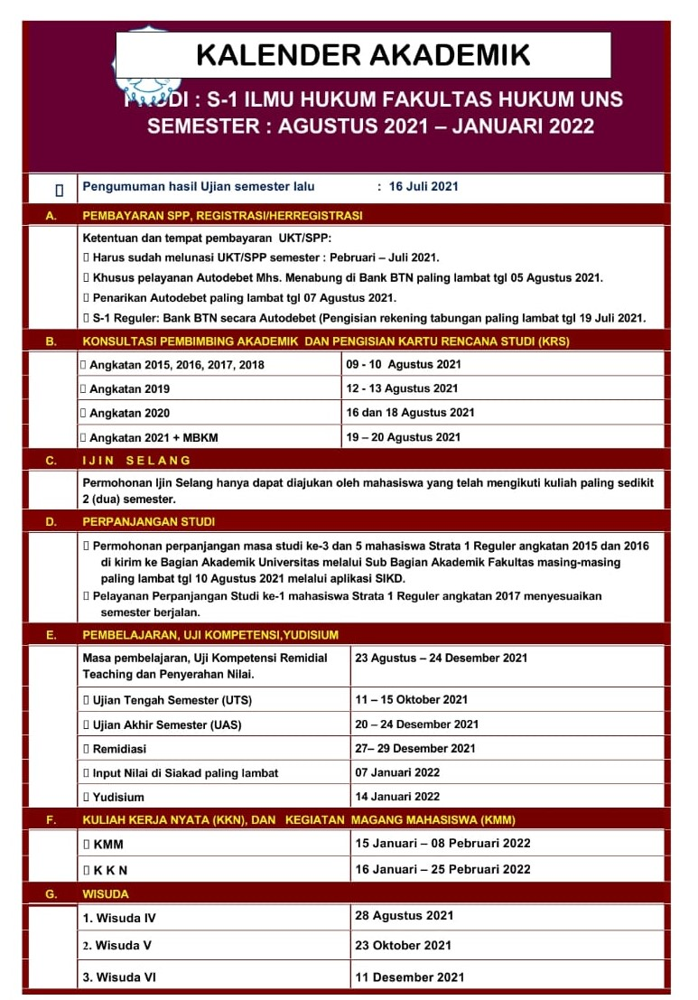 KALENDER AKADEMIK
PRODI : S-1 ILMU HUKUM FAKULTAS HUKUM UNS
SEMESTER : AGUSTUS 2021 – JANUARI 2022
Pengumuman hasil Ujian semester lalu : 16 Juli 2021
A. PEMBAYARAN SPP, REGISTRASI/HERREGISTRASI
Ketentuan dan tempat pembayaran UKT/SPP:
Harus sudah melunasi UKT/SPP semester : Pebruari – Juli 2021.
Khusus pelayanan Autodebet Mhs. Menabung di Bank BTN paling lambat tgl 05 Agustus 2021.
Penarikan Autodebet paling lambat tgl 07 Agustus 2021.
S-1 Reguler: Bank BTN secara Autodebet (Pengisian rekening tabungan paling lambat tgl 19 Juli 2021.
B. KONSULTASI PEMBIMBING AKADEMIK DAN PENGISIAN KARTU RENCANA STUDI (KRS)
Angkatan 2015, 2016, 2017, 2018 09 - 10 Agustus 2021
Angkatan 2019 12 - 13 Agustus 2021
Angkatan 2020 16 dan 18 Agustus 2021
Angkatan 2021 + MBKM 19 – 20 Agustus 2021
C. I J I N S E L A N G
Permohonan Ijin Selang hanya dapat diajukan oleh mahasiswa yang telah mengikuti kuliah paling sedikit
2 (dua) semester.
D. PERPANJANGAN STUDI
Permohonan perpanjangan masa studi ke-3 dan 5 mahasiswa Strata 1 Reguler angkatan 2015 dan 2016
di kirim ke Bagian Akademik Universitas melalui Sub Bagian Akademik Fakultas masing-masing
paling lambat tgl 10 Agustus 2021 melalui aplikasi SIKD.
Pelayanan Perpanjangan Studi ke-1 mahasiswa Strata 1 Reguler angkatan 2017 menyesuaikan
semester berjalan.
E. PEMBELAJARAN, UJI KOMPETENSI,YUDISIUM
Masa pembelajaran, Uji Kompetensi Remidial 23 Agustus – 24 Desember 2021
Teaching dan Penyerahan Nilai.
Ujian Tengah Semester (UTS) 11 – 15 Oktober 2021
Ujian Akhir Semester (UAS) 20 – 24 Desember 2021
Remidiasi 27– 29 Desember 2021
Input Nilai di Siakad paling lambat 07 Januari 2022
Yudisium 14 Januari 2022
F. KULIAH KERJA NYATA (KKN), DAN KEGIATAN MAGANG MAHASISWA (KMM)
KMM 15 Januari – 08 Pebruari 2022
K K N 16 Januari – 25 Pebruari 2022
G. WISUDA
1. Wisuda IV 28 Agustus 2021
2. Wisuda V 23 Oktober 2021
3. Wisuda VI 11 Desember 2021